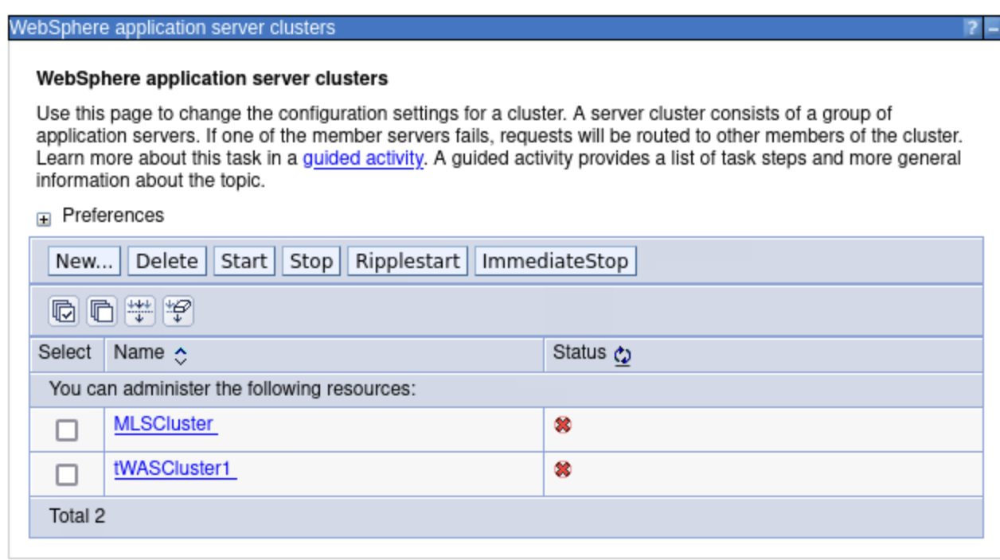 WebSphere application server clusters ? –
WebSphere application server clusters
Use this page to change the configuration settings for a cluster. A server cluster consists of a group of
application servers. If one of the member servers fails, requests will be routed to other members of the cluster.
Learn more about this task in a guided activity. A guided activity provides a list of task steps and more general
information about the topic.
Preferences
New... Delete Start Stop Ripplestart ImmediateStop
Select Name Status
You can administer the following resources:
MLSCluster
tWASCluster1
Total 2